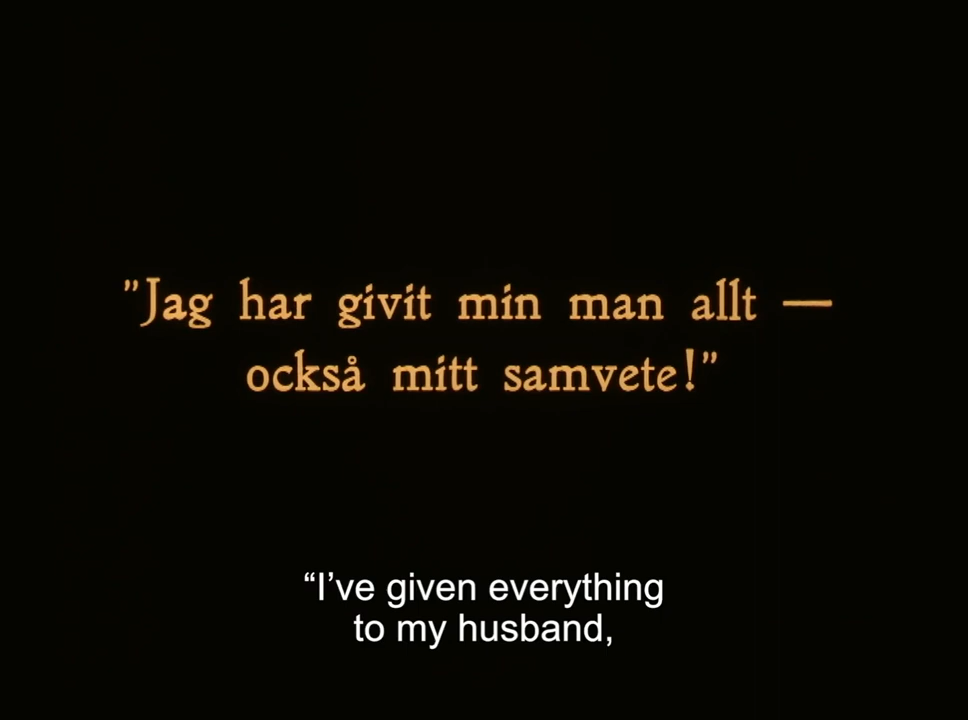 "Jag har givit min man allt —
också mitt samvete!"
“I’ve given everything
to my husband,